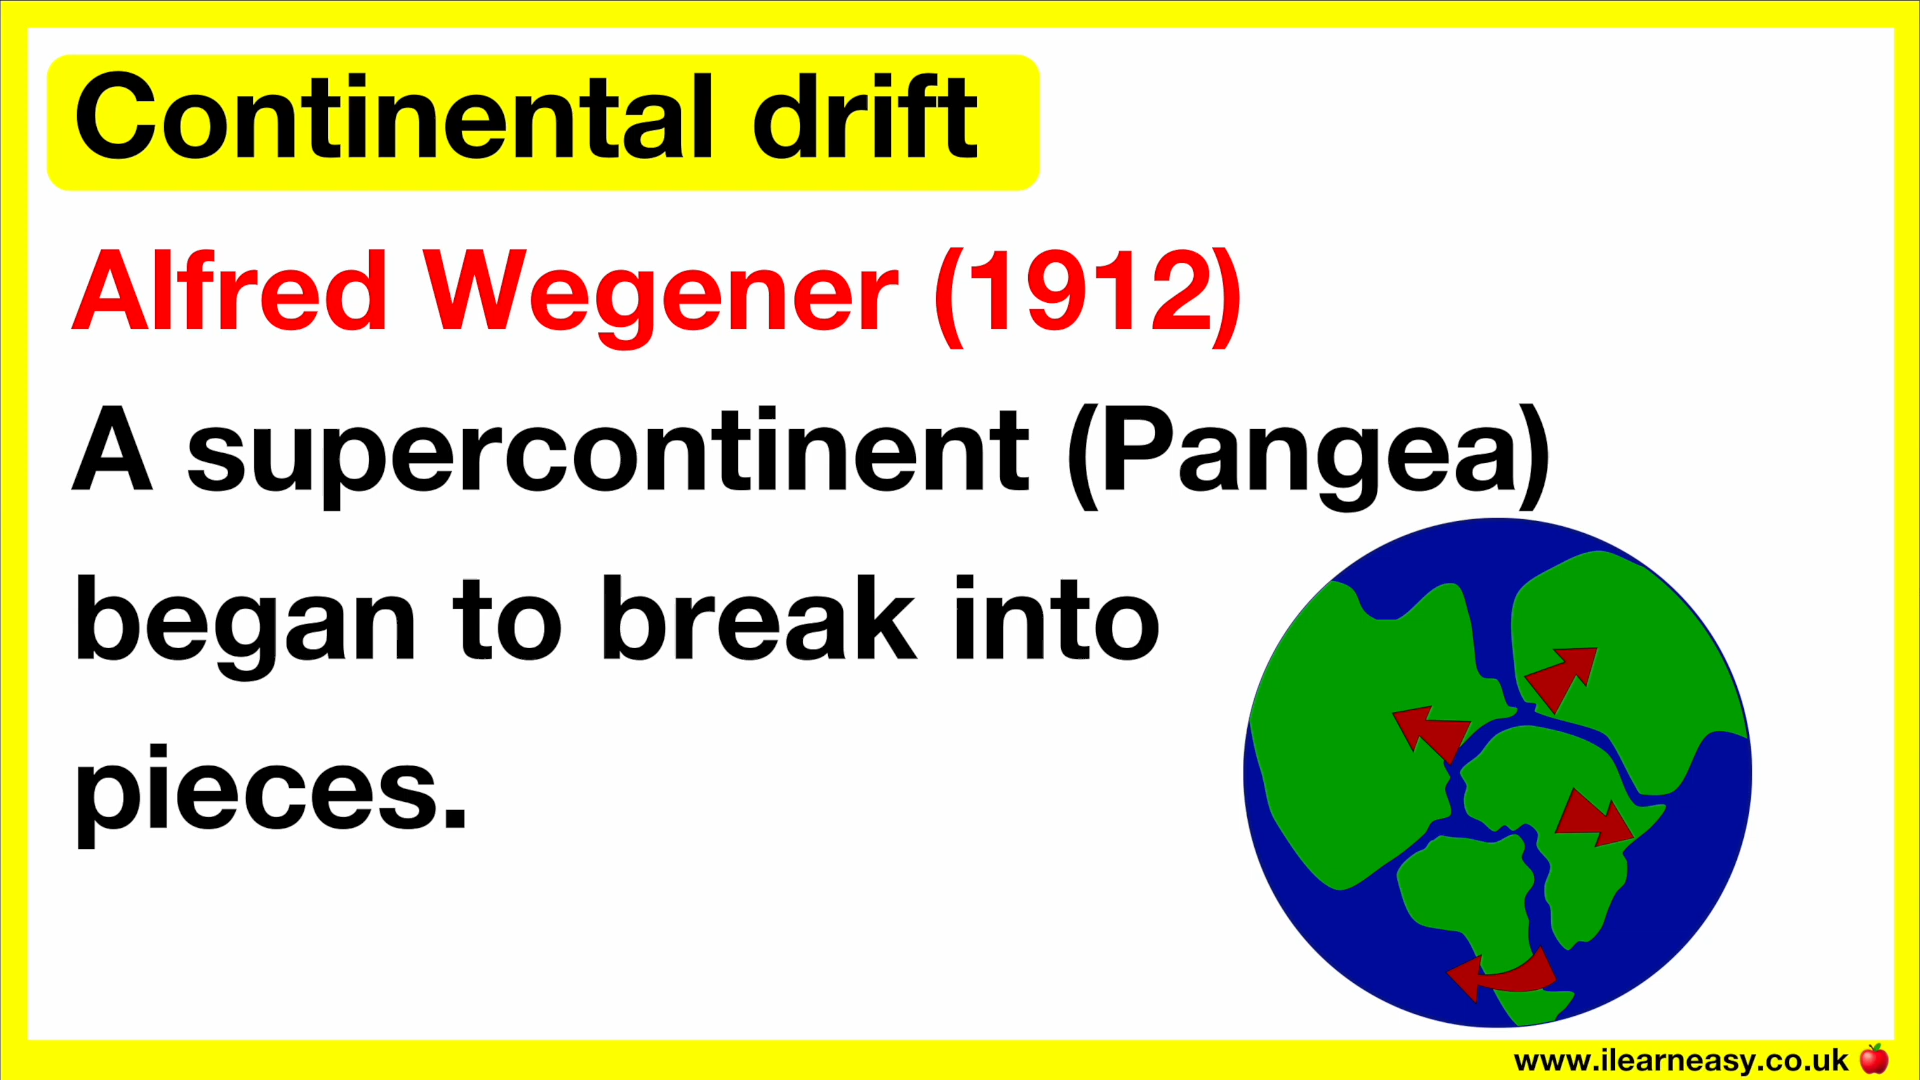 Continental drift
Alfred Wegener (1912)
A supercontinent (Pangea)
began to break into
pieces.
www.ilearneasy.co.uk